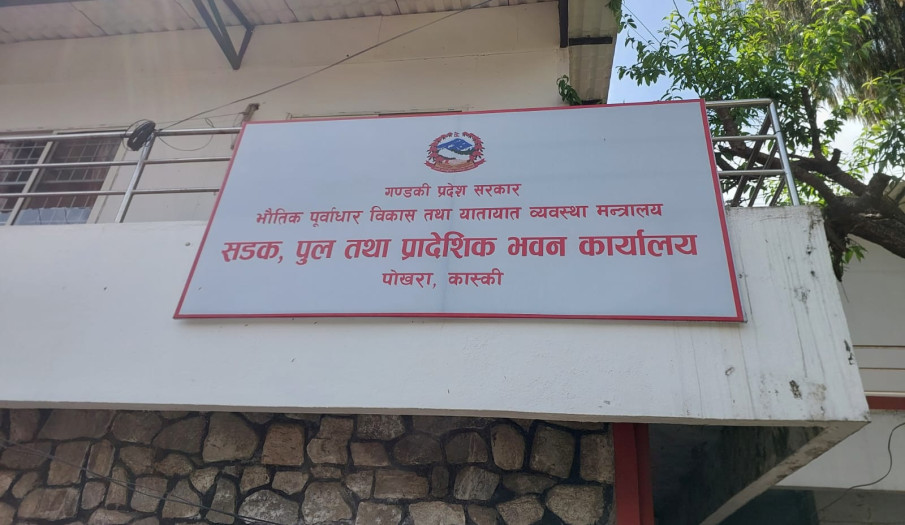 गण्डकी प्रदेश सरकार
भौतिक पूर्वाधार विकास तथा यातायात व्यवस्था मन्त्रालय
सडक, पुल तथा प्रादेशिक भवन कार्यालय
पोखरा, कास्की